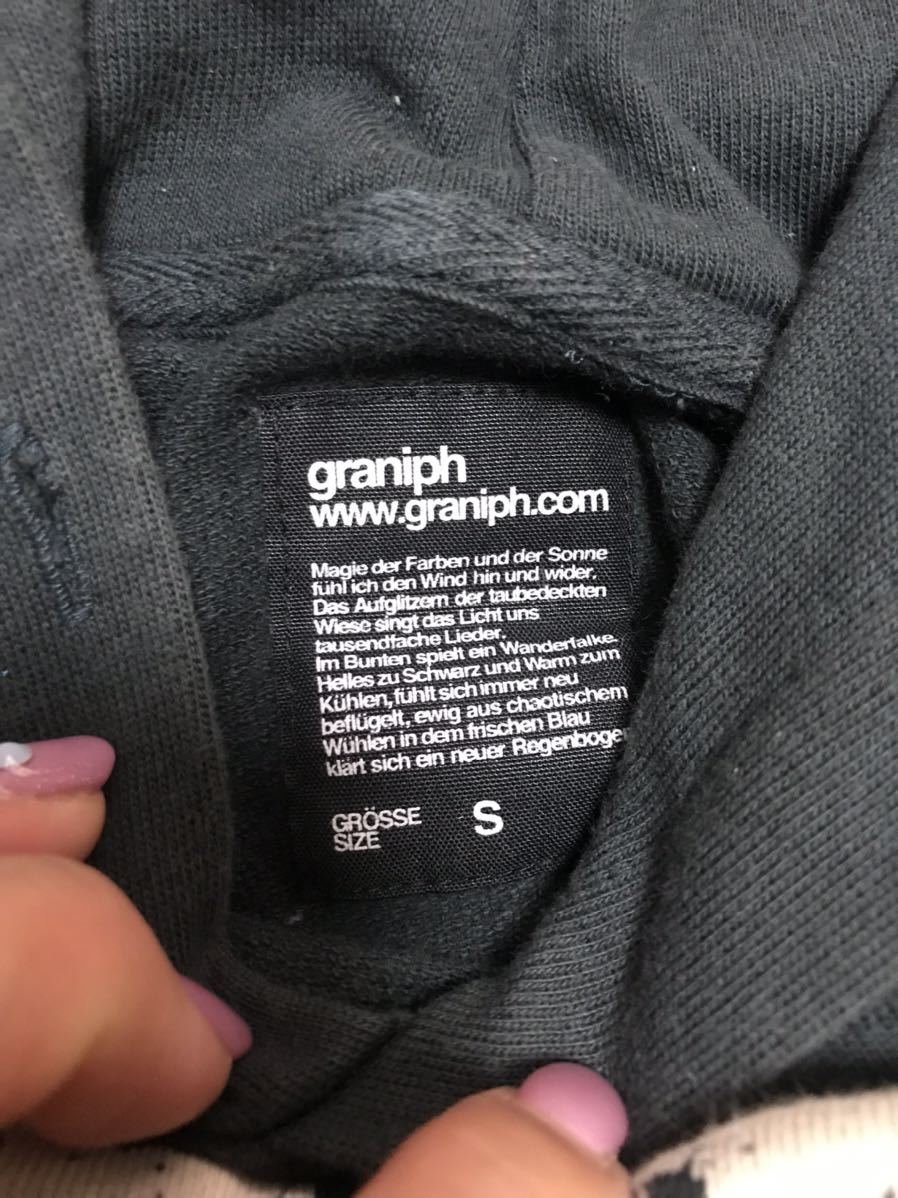 graniph
www.graniph.com
Magie der Farben und der Sonne
fühl ich den Wind hin und wider.
Das Aufglitzern der taubedeckten
Wiese singt das Licht uns
tausendfache Lieder.
Im Bunten spielt ein Wanderfalke.
Helles zu Schwarz und Warm zum
Kühlen, fühlt sich immer neu
beflügelt, ewig aus chaotischem
Wühlen in dem frischen Blau
klärt sich ein neuer Regenboge
GRÖSSE S
SIZE